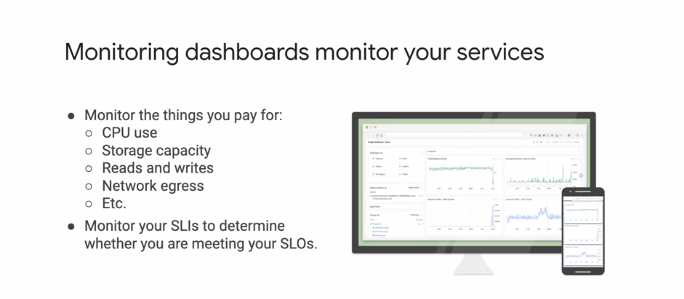 Monitoring dashboards monitor your services
● Monitor the things you pay for:
○ CPU use
○ Storage capacity
○ Reads and writes
○ Network egress
○ Etc.
● Monitor your SLIs to determine
whether you are meeting your SLOs.